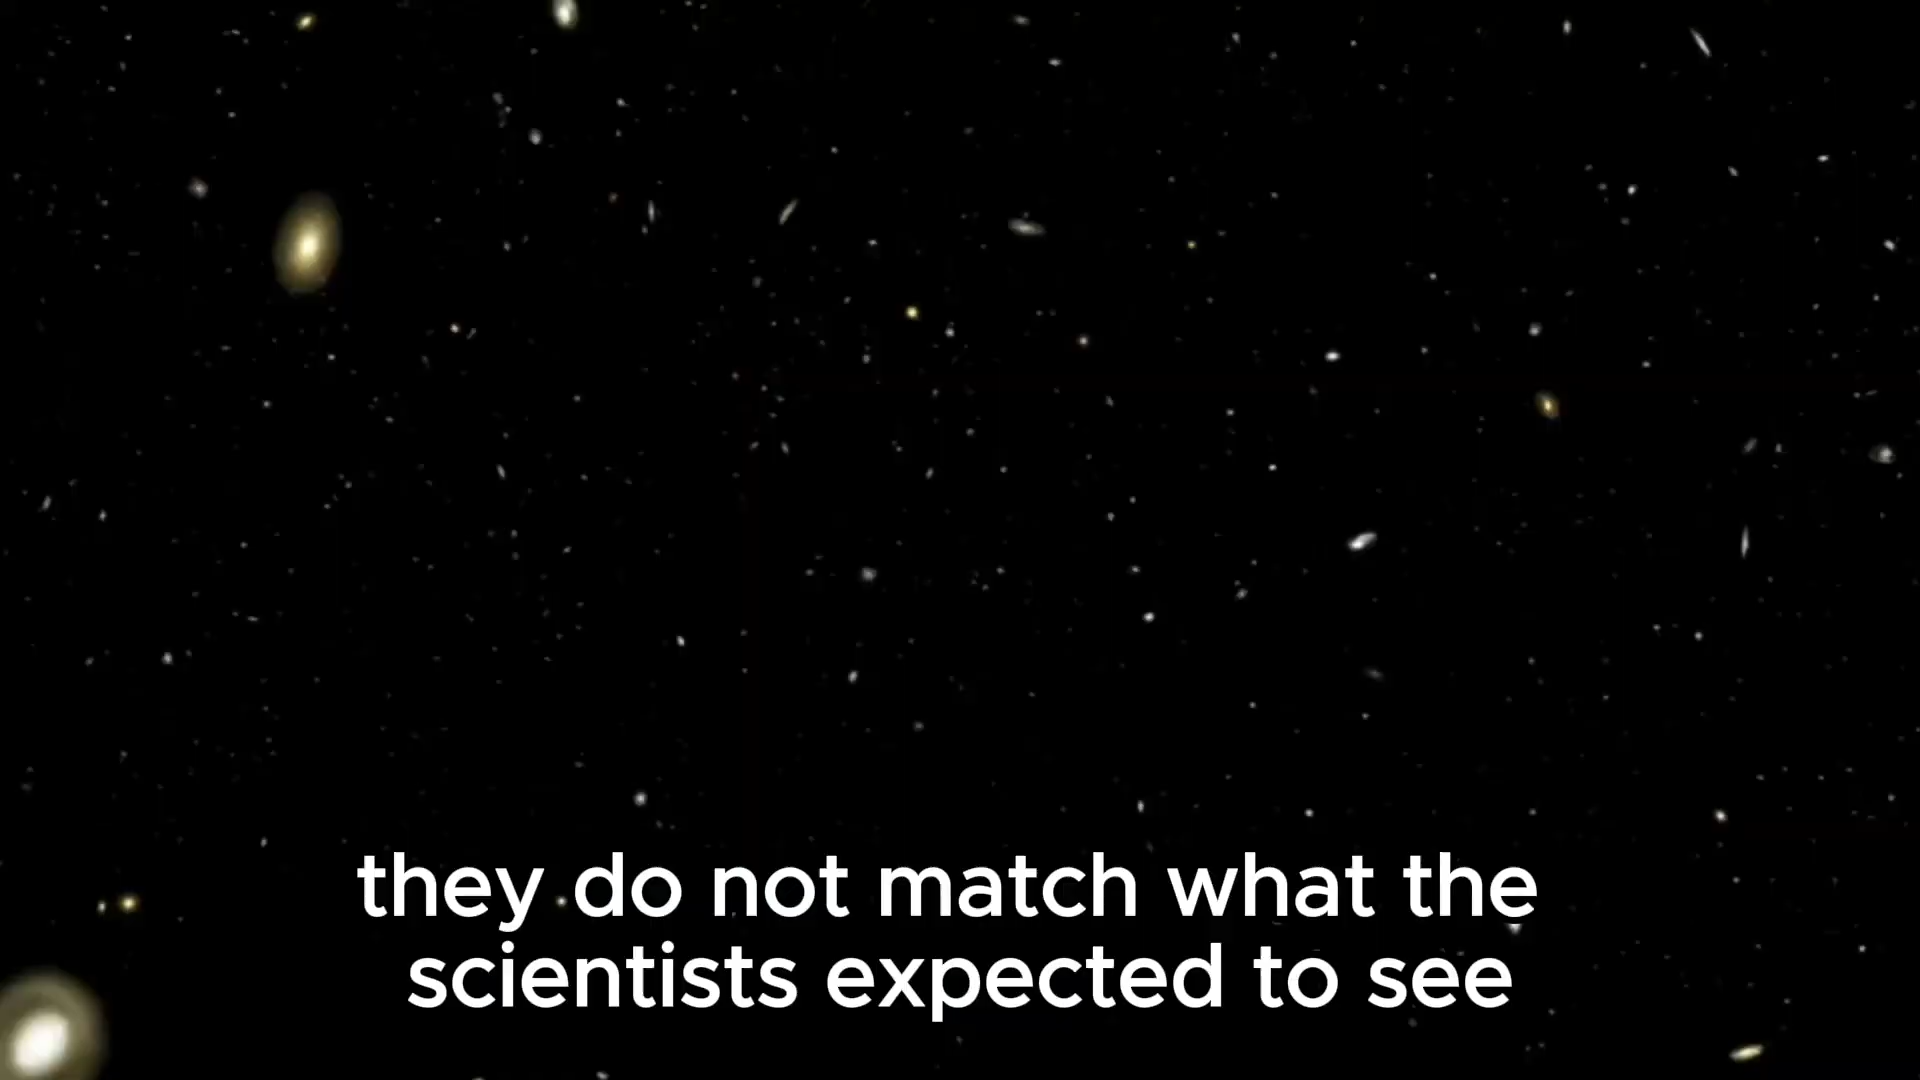 they do not match what the
scientists expected to see